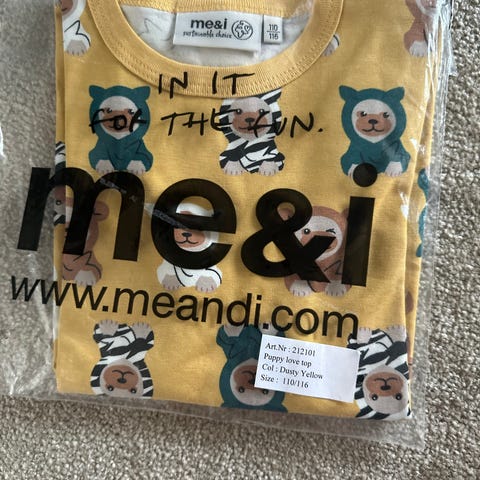 me&i
sustainable choice
110
116
IN IT
FOR THE FUN.
me&i
www.meandi.com
Art.Nr : 212101
Puppy love top
Col : Dusty Yellow
Size : 110/116